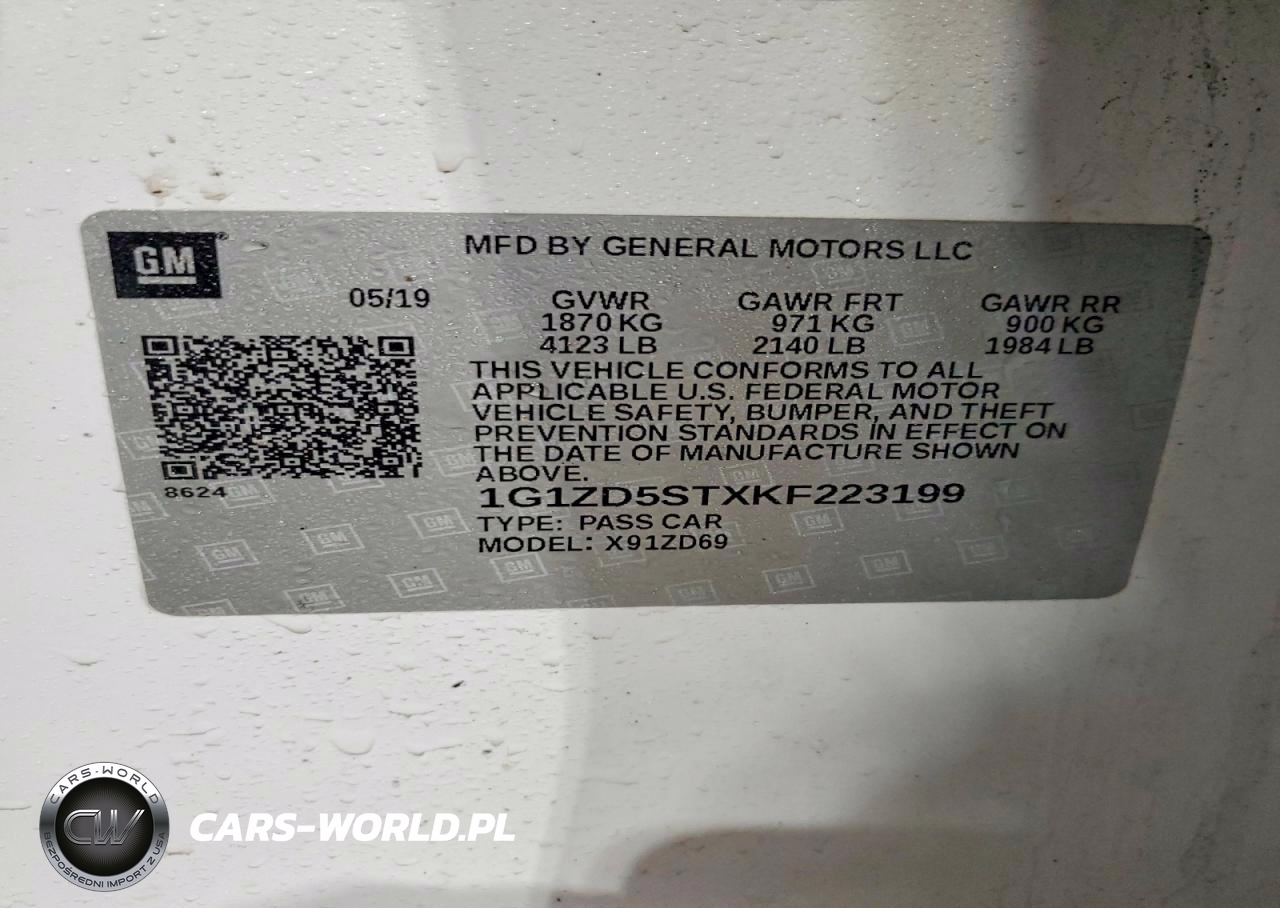 GM
MFD BY GENERAL MOTORS LLC
05/19
GVWR GAWR FRT GAWR RR
1870 KG 971 KG 900 KG
4123 LB 2140 LB 1984 LB
THIS VEHICLE CONFORMS TO ALL
APPLICABLE U.S. FEDERAL MOTOR
VEHICLE SAFETY, BUMPER, AND THEFT
PREVENTION STANDARDS IN EFFECT ON
THE DATE OF MANUFACTURE SHOWN
ABOVE.
8624
1G1ZD5STXKF223199
TYPE: PASS CAR
MODEL: X91ZD69
CARS-WORLD
CW
BEZPOŚREDNI IMPORT Z USA
CARS-WORLD.PL